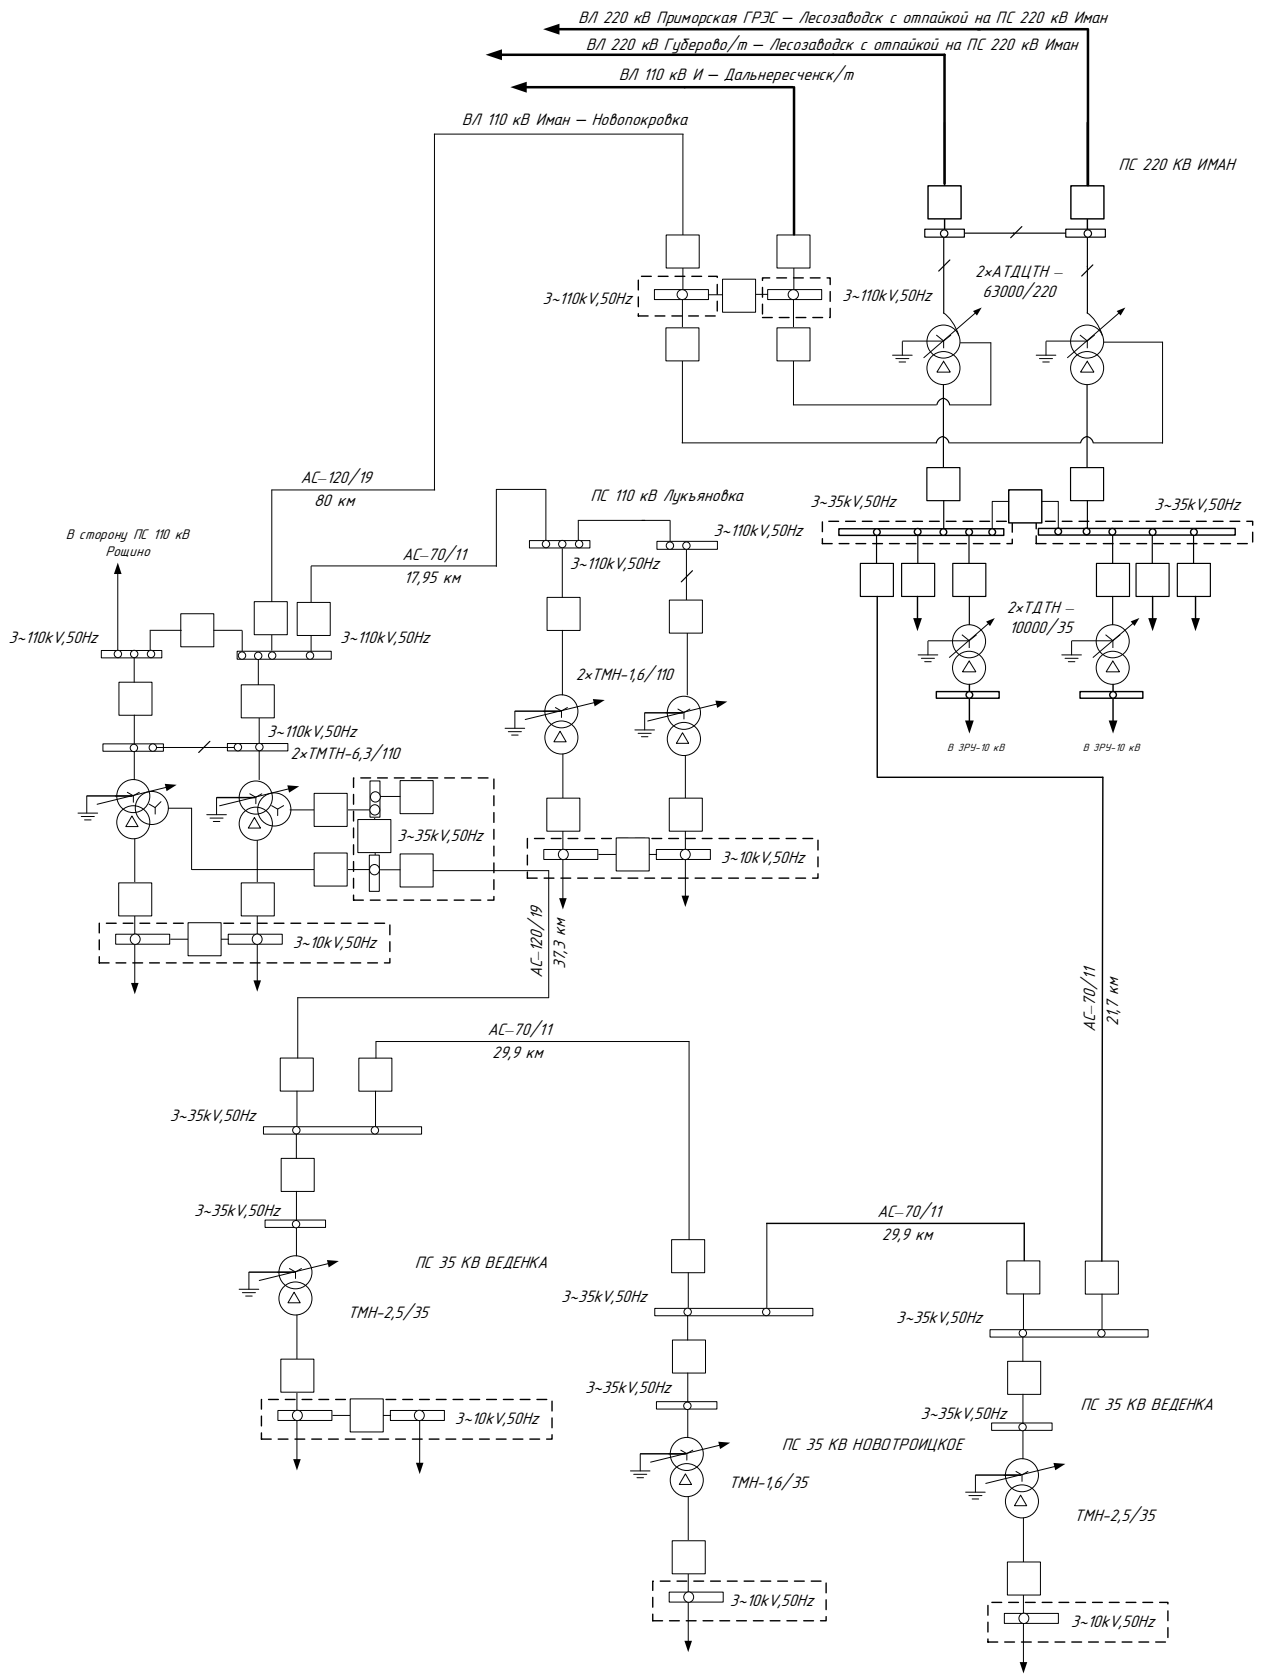 ВЛ 220 кВ Приморская ГРЭС – Лесозаводск с отпайкой на ПС 220 кВ Иман
ВЛ 220 кВ Губерово/т – Лесозаводск с отпайкой на ПС 220 кВ Иман
ВЛ 110 кВ И – Дальнересченск/т
ВЛ 110 кВ Иман – Новопокровка
ПС 220 КВ ИМАН
2×АТДЦТН –
63000/220
3~110kV,50Hz
3~110kV,50Hz
АС–120/19
80 км
ПС 110 кВ Лукъяновка
3~35kV,50Hz
3~35kV,50Hz
В сторону ПС 110 кВ
Рощино
АС–70/11
17,95 км
3~110kV,50Hz
3~110kV,50Hz
2×ТДТН –
10000/35
3~110kV,50Hz
3~110kV,50Hz
2×ТМН-1,6/110
3~110kV,50Hz
2×ТМТН-6,3/110
В ЗРУ-10 кВ
В ЗРУ-10 кВ
3~35kV,50Hz
3~10kV,50Hz
АС–120/19
37,3 км
3~10kV,50Hz
АС–70/11
21,7 км
АС–70/11
29,9 км
3~35kV,50Hz
3~35kV,50Hz
АС–70/11
29,9 км
ПС 35 КВ ВЕДЕНКА
ТМН-2,5/35
3~35kV,50Hz
3~35kV,50Hz
3~35kV,50Hz
3~10kV,50Hz
3~35kV,50Hz
ПС 35 КВ ВЕДЕНКА
ПС 35 КВ НОВОТРОИЦКОЕ
ТМН-1,6/35
ТМН-2,5/35
3~10kV,50Hz
3~10kV,50Hz